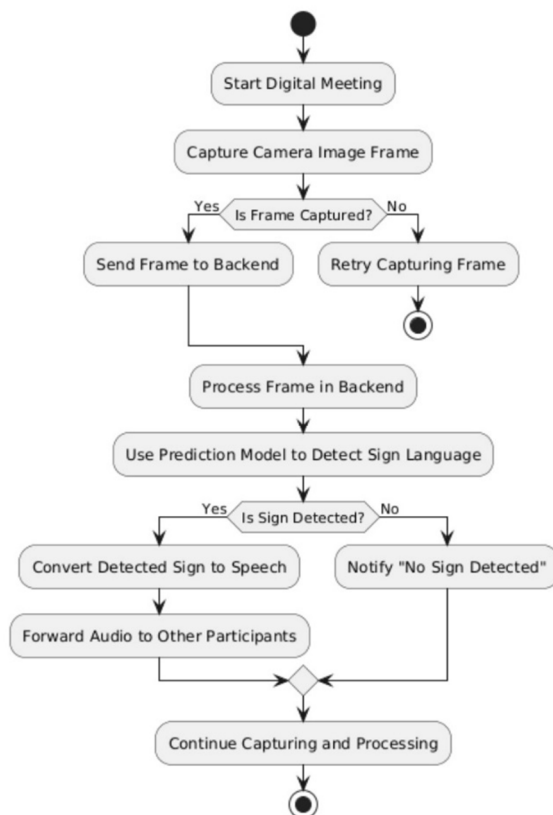 Start Digital Meeting
Capture Camera Image Frame
Yes
Is Frame Captured?
No
Send Frame to Backend
Retry Capturing Frame
Process Frame in Backend
Use Prediction Model to Detect Sign Language
Yes
Is Sign Detected?
No
Convert Detected Sign to Speech
Notify "No Sign Detected"
Forward Audio to Other Participants
Continue Capturing and Processing